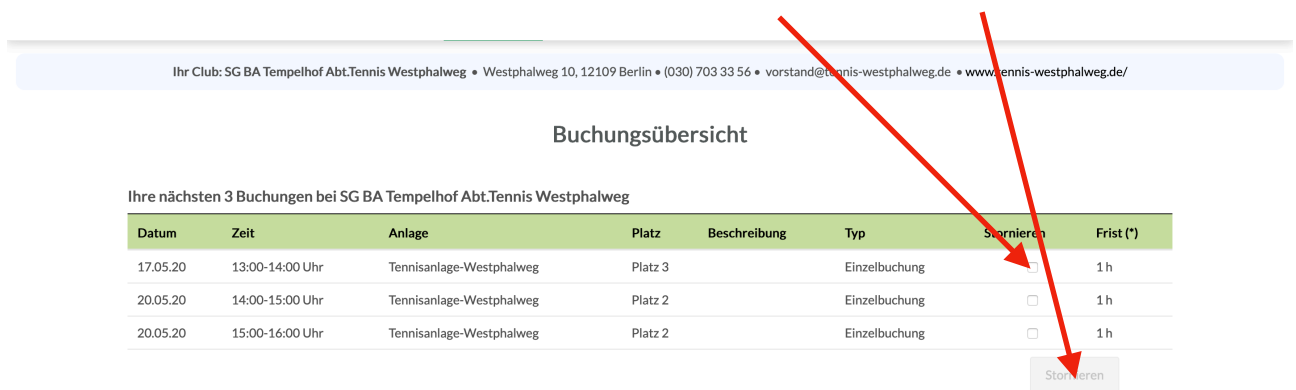 Ihr Club: SG BA Tempelhof Abt.Tennis Westphalweg • Westphalweg 10, 12109 Berlin • (030) 703 33 56 • vorstand@tennis-westphalweg.de • www.tennis-westphalweg.de/
Buchungsübersicht
Ihre nächsten 3 Buchungen bei SG BA Tempelhof Abt.Tennis Westphalweg
Datum Zeit Anlage Platz Beschreibung Typ Stornieren Frist (*)
17.05.20 13:00-14:00 Uhr Tennisanlage-Westphalweg Platz 3 Einzelbuchung 1 h
20.05.20 14:00-15:00 Uhr Tennisanlage-Westphalweg Platz 2 Einzelbuchung 1 h
20.05.20 15:00-16:00 Uhr Tennisanlage-Westphalweg Platz 2 Einzelbuchung 1 h
Stornieren